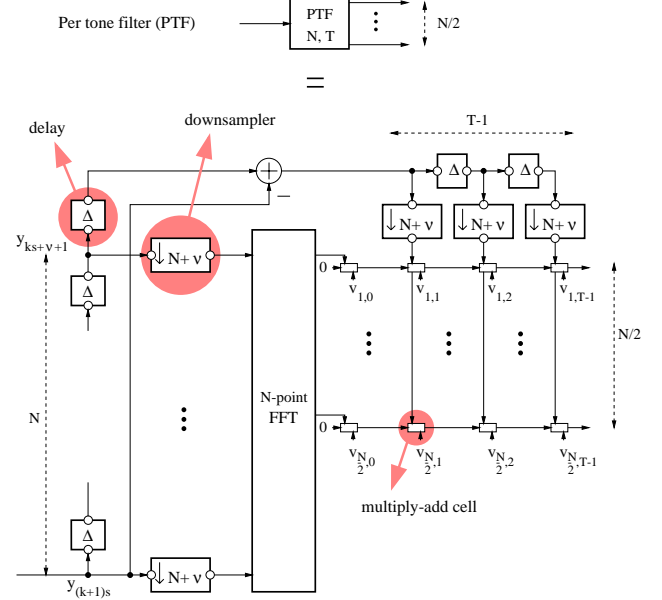 Per tone filter (PTF)
PTF
N, T
N/2
=
downsampler
delay
T-1
Δ
Δ
+
−
Δ
↓ N+ ν
↓ N+ ν
↓ N+ ν
y_{ks+ν+1}
↓ N+ ν
0
v_{1,0}
v_{1,1}
v_{1,2}
v_{1,T-1}
Δ
N/2
N
N-point
FFT
0
v_{N/2,0}
v_{N/2,1}
v_{N/2,2}
v_{N/2,T-1}
multiply-add cell
Δ
↓ N+ ν
y_{(k+1)s}